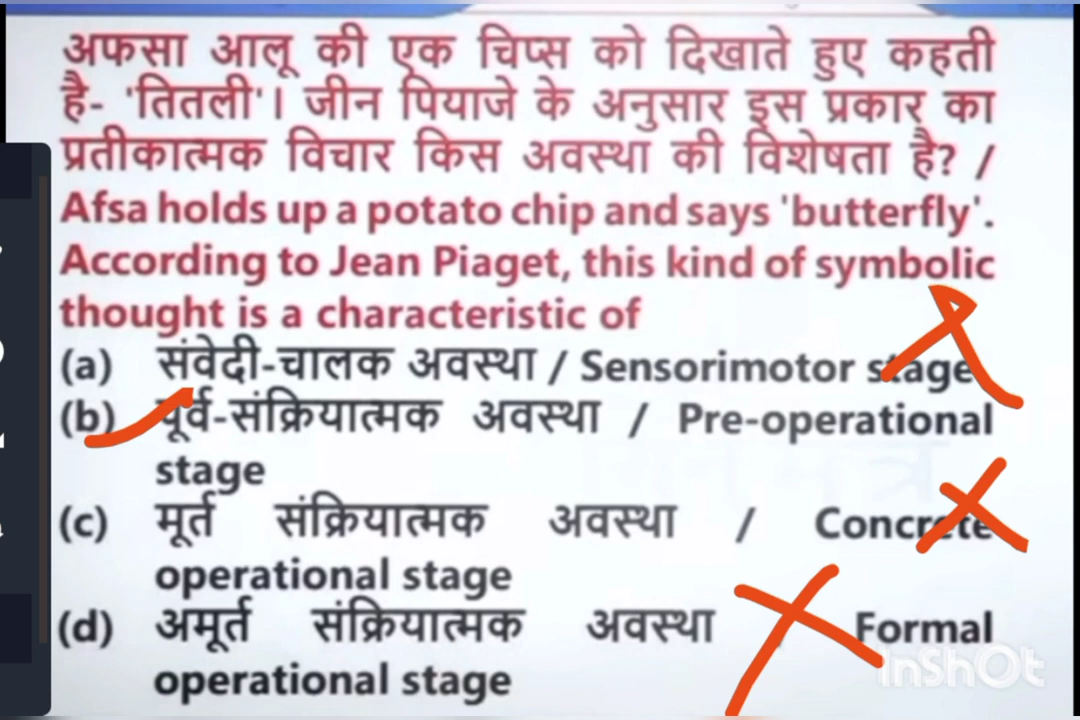 अफसा आलू की एक चिप्स को दिखाते हुए कहती
है- 'तितली'। जीन पियाजे के अनुसार इस प्रकार का
प्रतीकात्मक विचार किस अवस्था की विशेषता है? /
Afsa holds up a potato chip and says 'butterfly'.
According to Jean Piaget, this kind of symbolic
thought is a characteristic of
(a) संवेदी-चालक अवस्था / Sensorimotor stage
(b) पूर्व-संक्रियात्मक अवस्था / Pre-operational
stage
(c) मूर्त संक्रियात्मक अवस्था / Concrete
operational stage
(d) अमूर्त संक्रियात्मक अवस्था / Formal
operational stage
InShOt